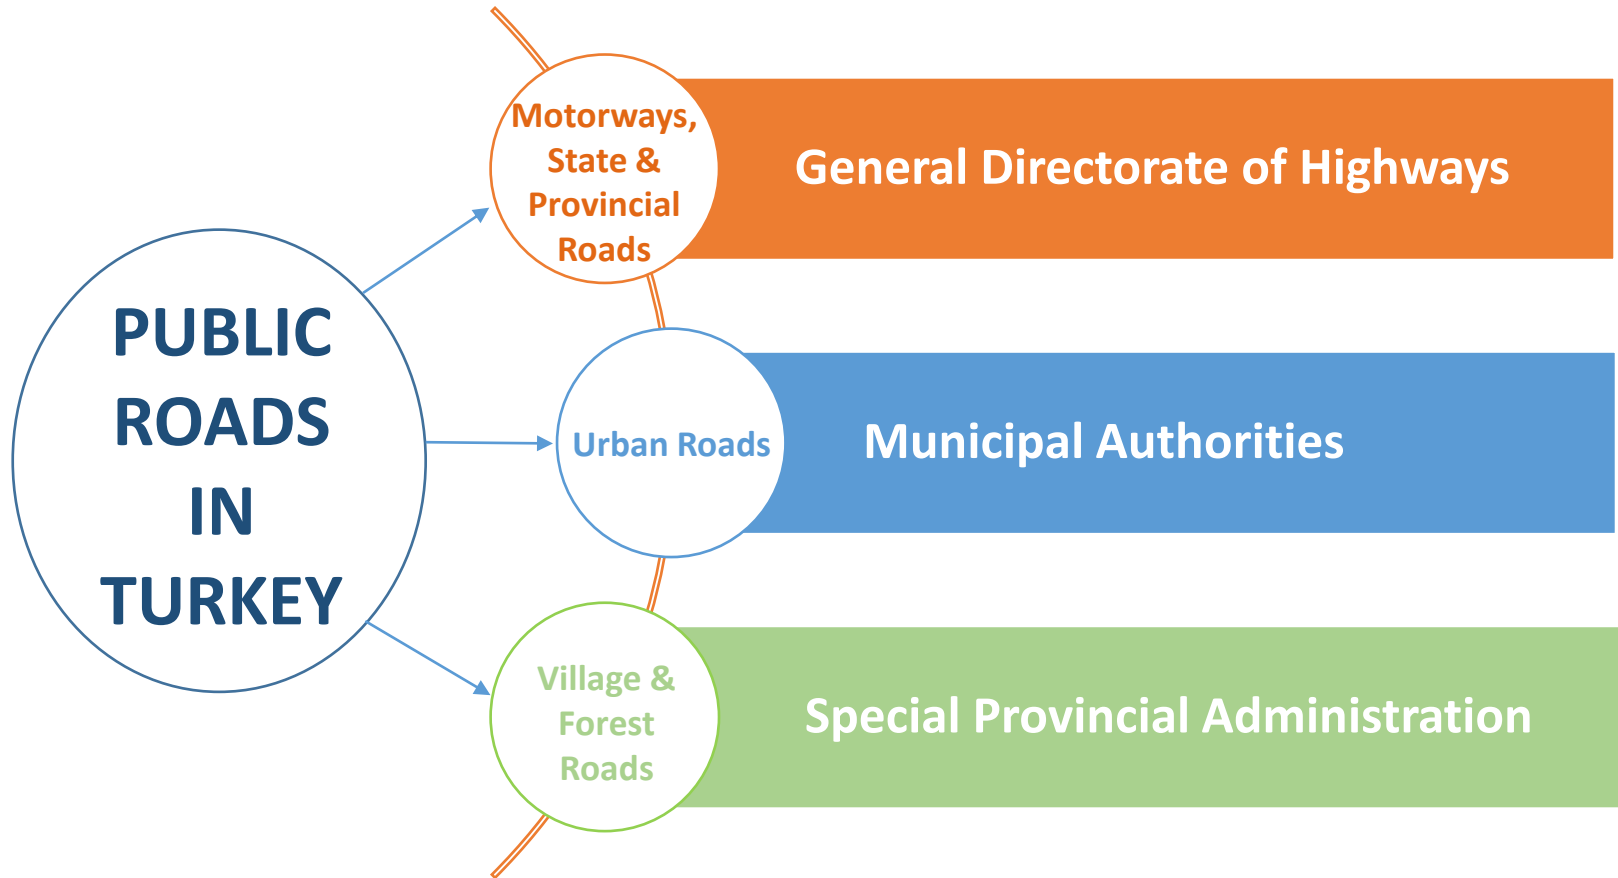 PUBLIC
ROADS
IN
TURKEY
Motorways,
State &
Provincial
Roads
General Directorate of Highways
Urban Roads
Municipal Authorities
Village &
Forest
Roads
Special Provincial Administration